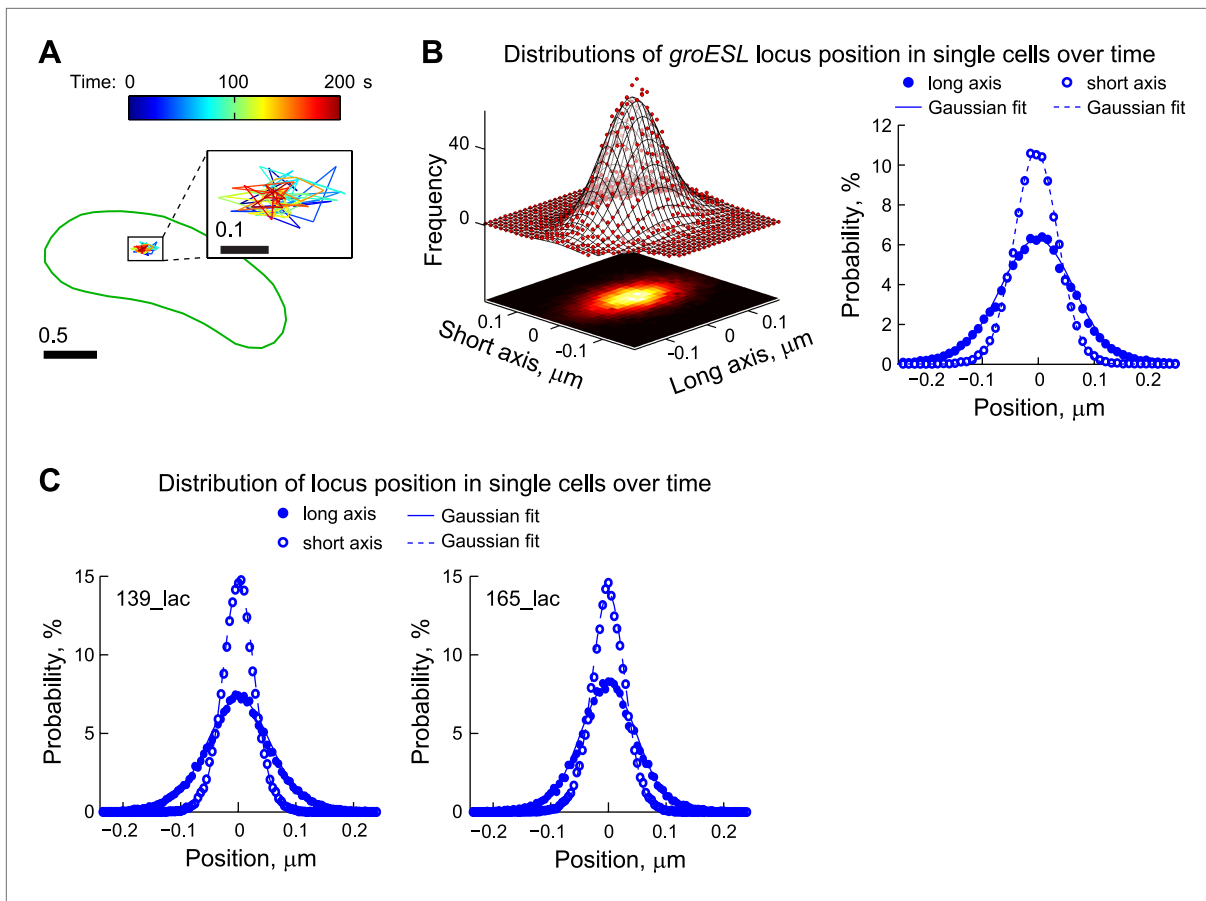 A
Time: 0 100 200 s
0.1
0.5
B
Distributions of groESL locus position in single cells over time
Frequency
40
0
0.1
0
−0.1
Short axis, μm
−0.1
0
0.1
Long axis, μm
long axis
short axis
Gaussian fit
Gaussian fit
Probability, %
12
10
8
6
4
2
0
−0.2 −0.1 0 0.1 0.2
Position, μm
C
Distribution of locus position in single cells over time
long axis
Gaussian fit
short axis
Gaussian fit
139_lac
Probability, %
15
10
5
0
−0.2 −0.1 0 0.1 0.2
Position, μm
165_lac
Probability, %
15
10
5
0
−0.2 −0.1 0 0.1 0.2
Position, μm